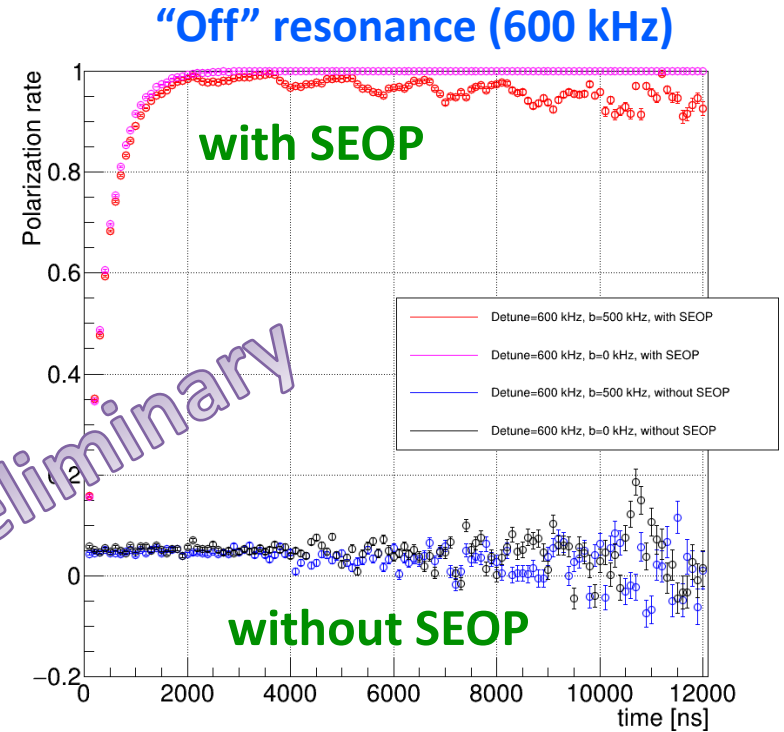 “Off” resonance (600 kHz)
Polarization rate
1
0.8
0.6
0.4
0.2
0
−0.2
with SEOP
eliminary
Detune=600 kHz, b=500 kHz, with SEOP
Detune=600 kHz, b=0 kHz, with SEOP
Detune=600 kHz, b=500 kHz, without SEOP
Detune=600 kHz, b=0 kHz, without SEOP
without SEOP
0 2000 4000 6000 8000 10000 12000
time [ns]